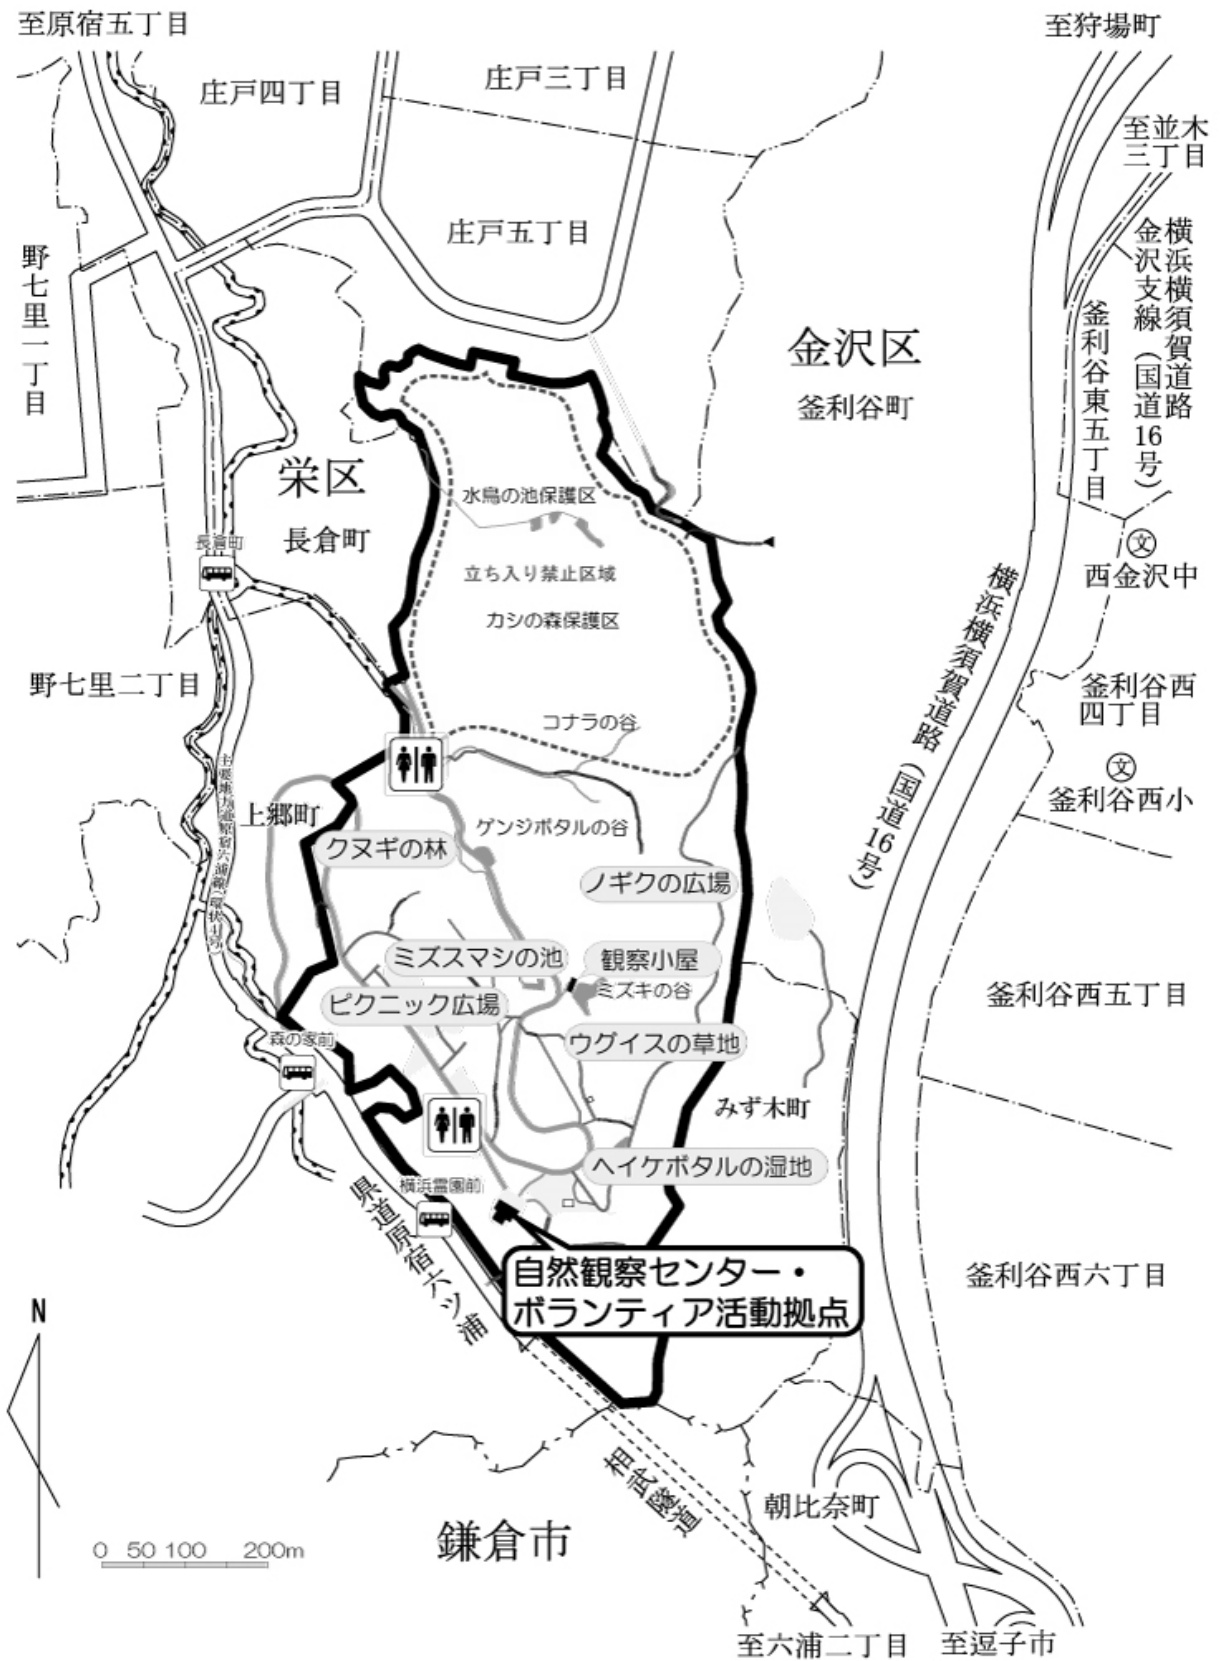 至原宿五丁目
至狩場町
庄戸四丁目
庄戸三丁目
至並木
三丁目
庄戸五丁目
野七里一丁目
横浜横須賀道路
金沢支線（国道16号）
釜利谷東五丁目
金沢区
釜利谷町
栄区
長倉町
水鳥の池保護区
長倉町
文
西金沢中
立ち入り禁止区域
カシの森保護区
横浜横須賀道路（国道16号）
野七里二丁目
釜利谷西
四丁目
コナラの谷
文
釜利谷西小
上郷町
ゲンジボタルの谷
クヌギの林
ノギクの広場
ミズスマシの池
観察小屋
ミズキの谷
ピクニック広場
釜利谷西五丁目
森の家前
ウグイスの草地
みず木町
ヘイケボタルの湿地
横浜霊園前
県道原宿六ツ浦
自然観察センター・
ボランティア活動拠点
釜利谷西六丁目
N
相武隧道
朝比奈町
鎌倉市
0 50 100 200m
至六浦二丁目
至逗子市